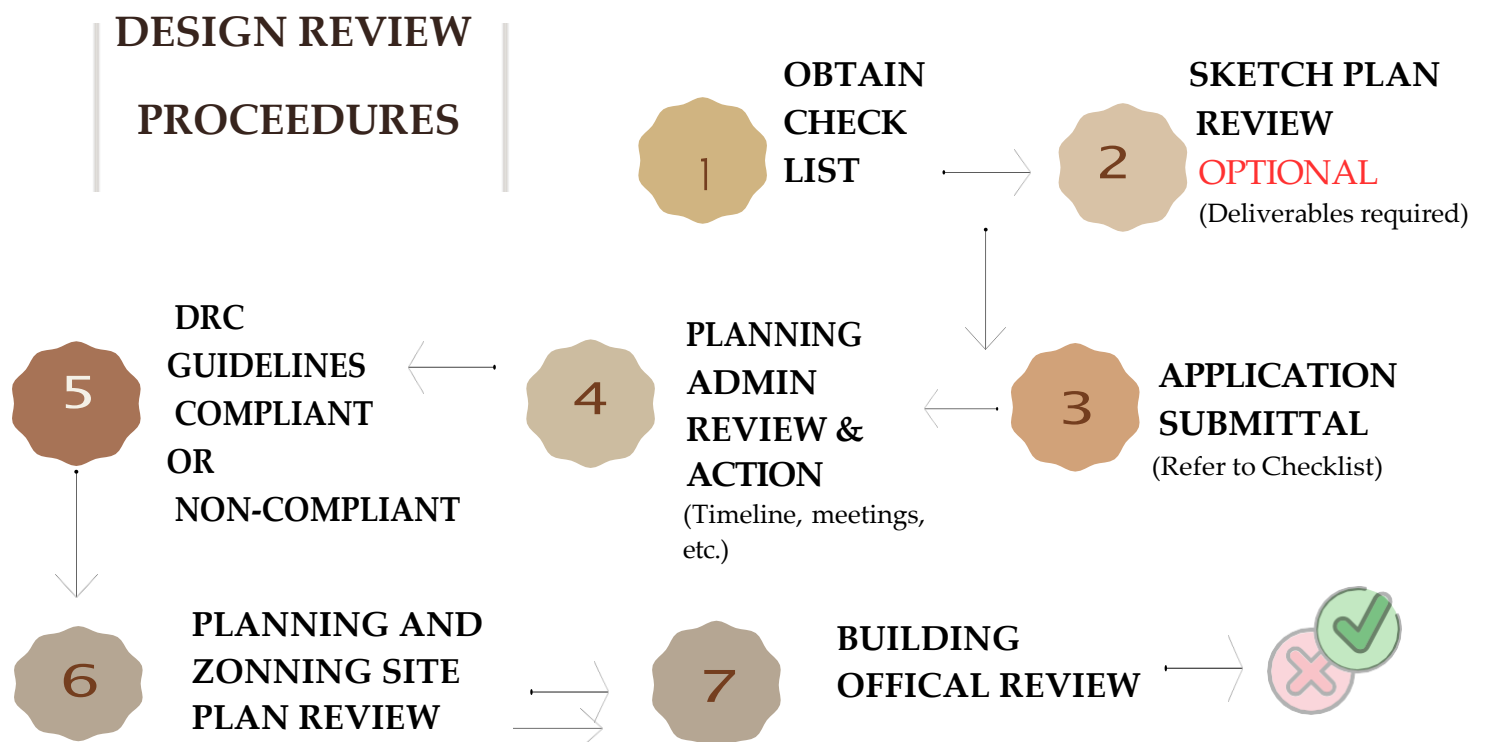 DESIGN REVIEW
PROCEEDURES
1
OBTAIN
CHECK
LIST
2
SKETCH PLAN
REVIEW
OPTIONAL
(Deliverables required)
3
APPLICATION
SUBMITTAL
(Refer to Checklist)
4
PLANNING
ADMIN
REVIEW &
ACTION
(Timeline, meetings,
etc.)
5
DRC
GUIDELINES
COMPLIANT
OR
NON-COMPLIANT
6
PLANNING AND
ZONNING SITE
PLAN REVIEW
7
BUILDING
OFFICAL REVIEW